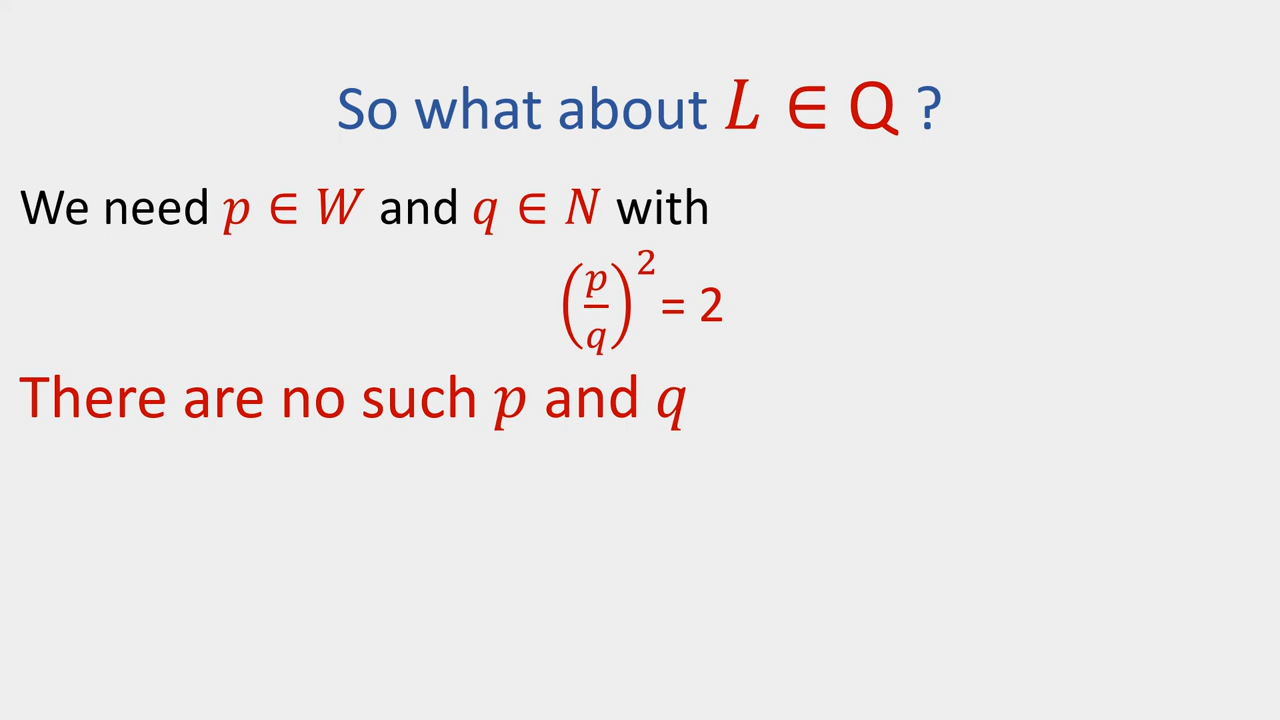 So what about L ∈ Q ?
We need p ∈ W and q ∈ N with
(p/q)² = 2
There are no such p and q